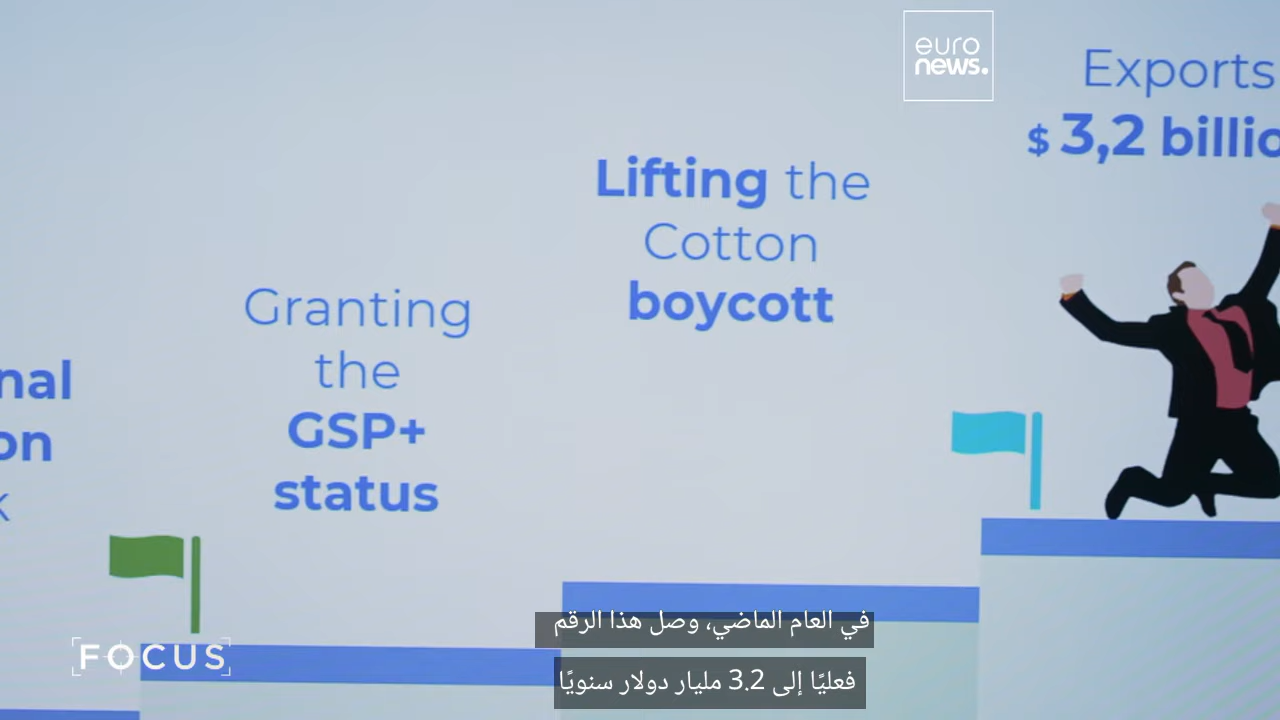 euro
news.
Exports
$ 3,2 billio
Lifting the
Cotton
boycott
Granting
the
GSP+
status
nal
on
k
FOCUS
في العام الماضي، وصل هذا الرقم
فعليًا إلى 3.2 مليار دولار سنويًا